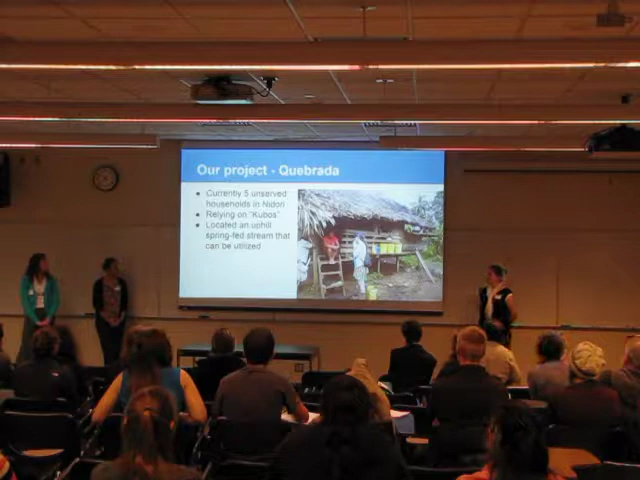 Our project - Quebrada
● Currently 5 unserved
households in Nidori
● Relying on "Kubos"
● Located an uphill
spring-fed stream that
can be utilized